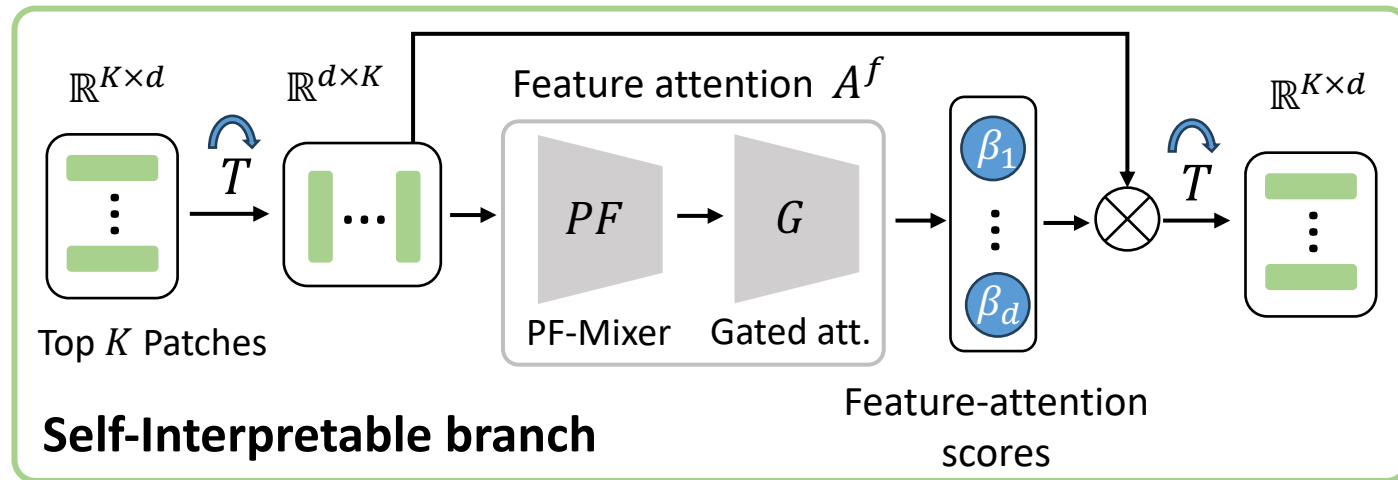 ℝ^{K×d}
T
Top K Patches
ℝ^{d×K}
Feature attention A^f
PF
PF-Mixer
G
Gated att.
β_1
⋮
β_d
Feature-attention
scores
T
ℝ^{K×d}
Self-Interpretable branch